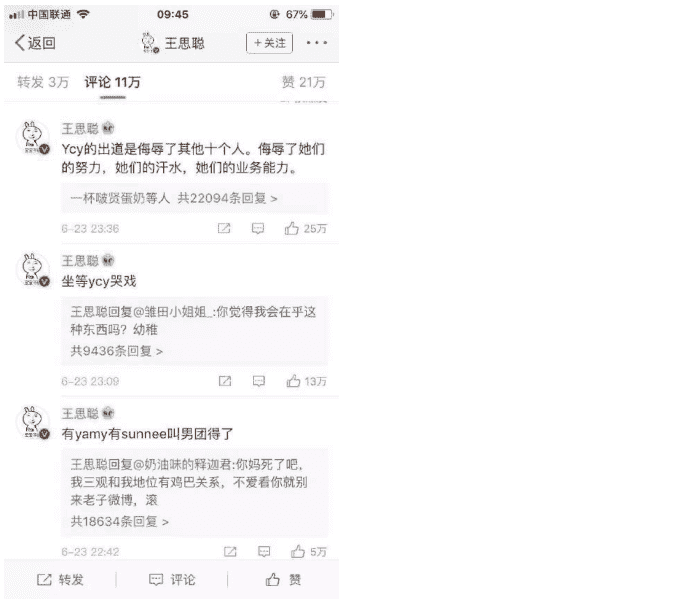 中国联通 09:45 67%
返回 王思聪 +关注
转发 3万 评论 11万 赞 21万
王思聪
Ycy的出道是侮辱了其他十个人。侮辱了她们
的努力，她们的汗水，她们的业务能力。
一杯啵贤蛋奶等人 共22094条回复 >
6-23 23:36 25万
王思聪
坐等ycy哭戏
王思聪回复@雏田小姐姐_:你觉得我会在乎这
种东西吗？幼稚
共9436条回复 >
6-23 23:09 13万
王思聪
有yamy有sunnee叫男团得了
王思聪回复@奶油味的释迦君:你妈死了吧，
我三观和我地位有鸡巴关系，不爱看你就别
来老子微博，滚
共18634条回复 >
6-23 22:42 5万
转发 评论 赞